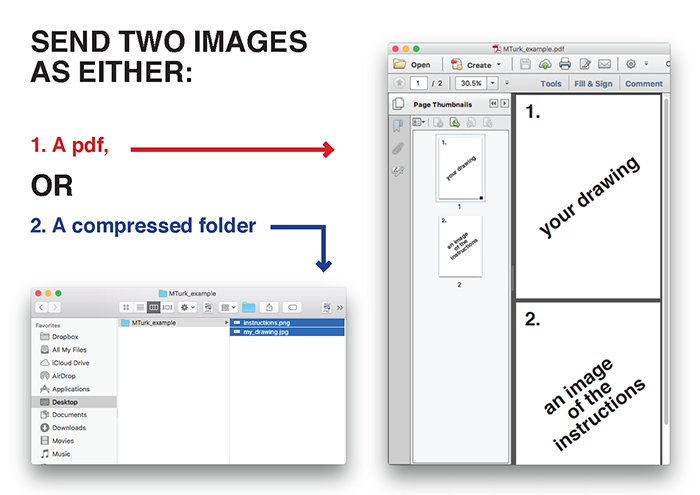 SEND TWO IMAGES
AS EITHER:
1. A pdf,
OR
2. A compressed folder
MTurk_example
Favorites
Dropbox
All My Files
iCloud Drive
AirDrop
Applications
Desktop
Documents
Downloads
Movies
Music
MTurk_example
instructions.png
my_drawing.jpg
MTurk_example.pdf
Open
Create
1 / 2
30.5%
Tools
Fill & Sign
Comment
Page Thumbnails
1.
your drawing
1
2.
an image
of the
instructions
2
1.
your drawing
2.
an image
of the
instructions